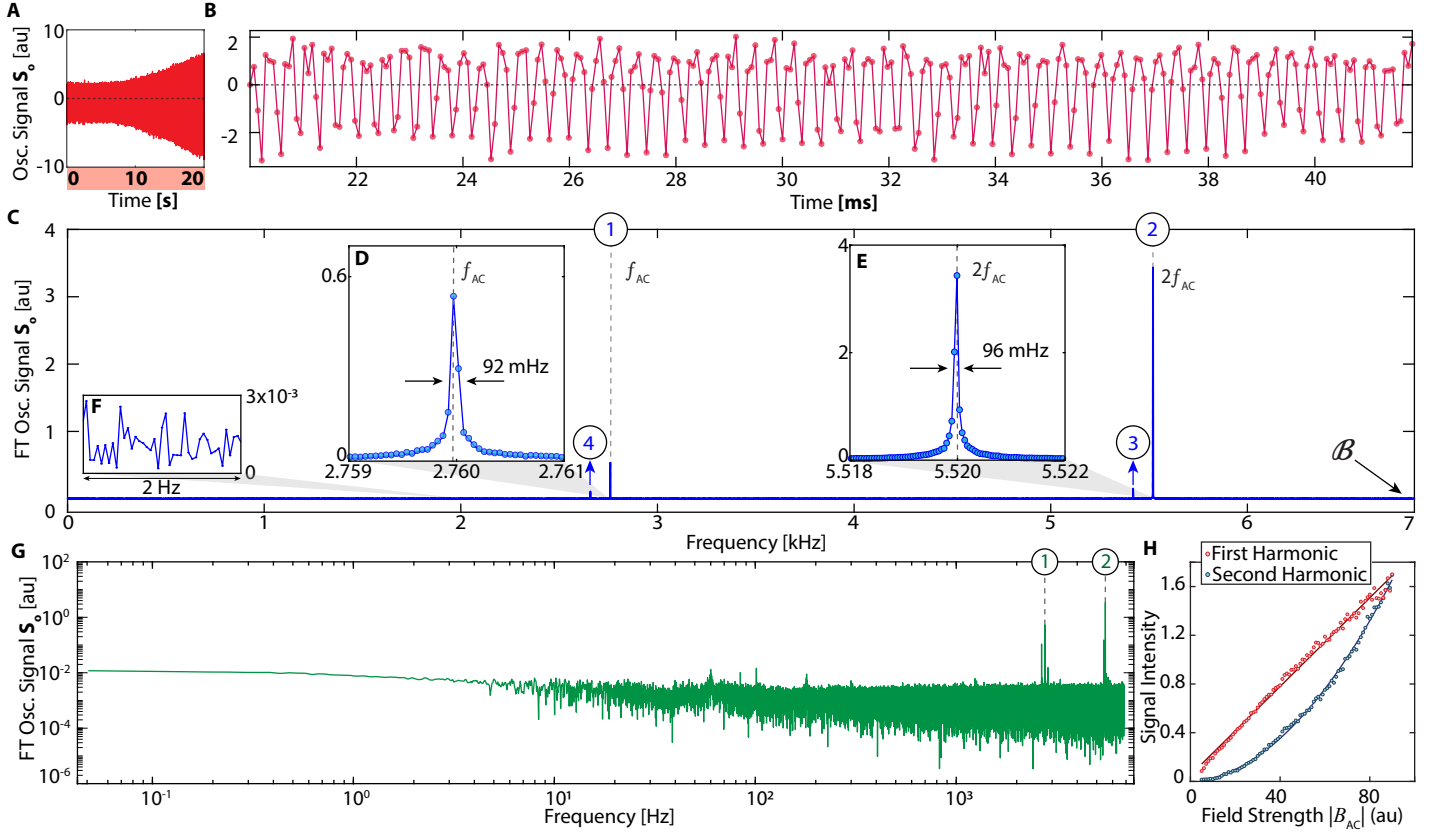 A
Osc. Signal Sₒ [au]
10
0
-10
0 10 20
Time [s]
B
2
0
-2
22 24 26 28 30 32 34 36 38 40
Time [ms]
C
FT Osc. Signal Sₒ [au]
4
3
2
1
0
1
2
f_AC
2f_AC
D
0.6
0
f_AC
92 mHz
2.759 2.760 2.761
E
4
2
0
2f_AC
96 mHz
5.518 5.520 5.522
F
3x10⁻³
0
2 Hz
4
3
ℬ
0 1 2 3 4 5 6 7
Frequency [kHz]
G
FT Osc. Signal Sₒ [au]
10²
10⁰
10⁻²
10⁻⁴
10⁻⁶
1
2
10⁻¹ 10⁰ 10¹ 10² 10³
Frequency [Hz]
H
First Harmonic
Second Harmonic
Signal Intensity
1.6
1.2
0.8
0.4
0
0 40 80
Field Strength |B_AC| (au)